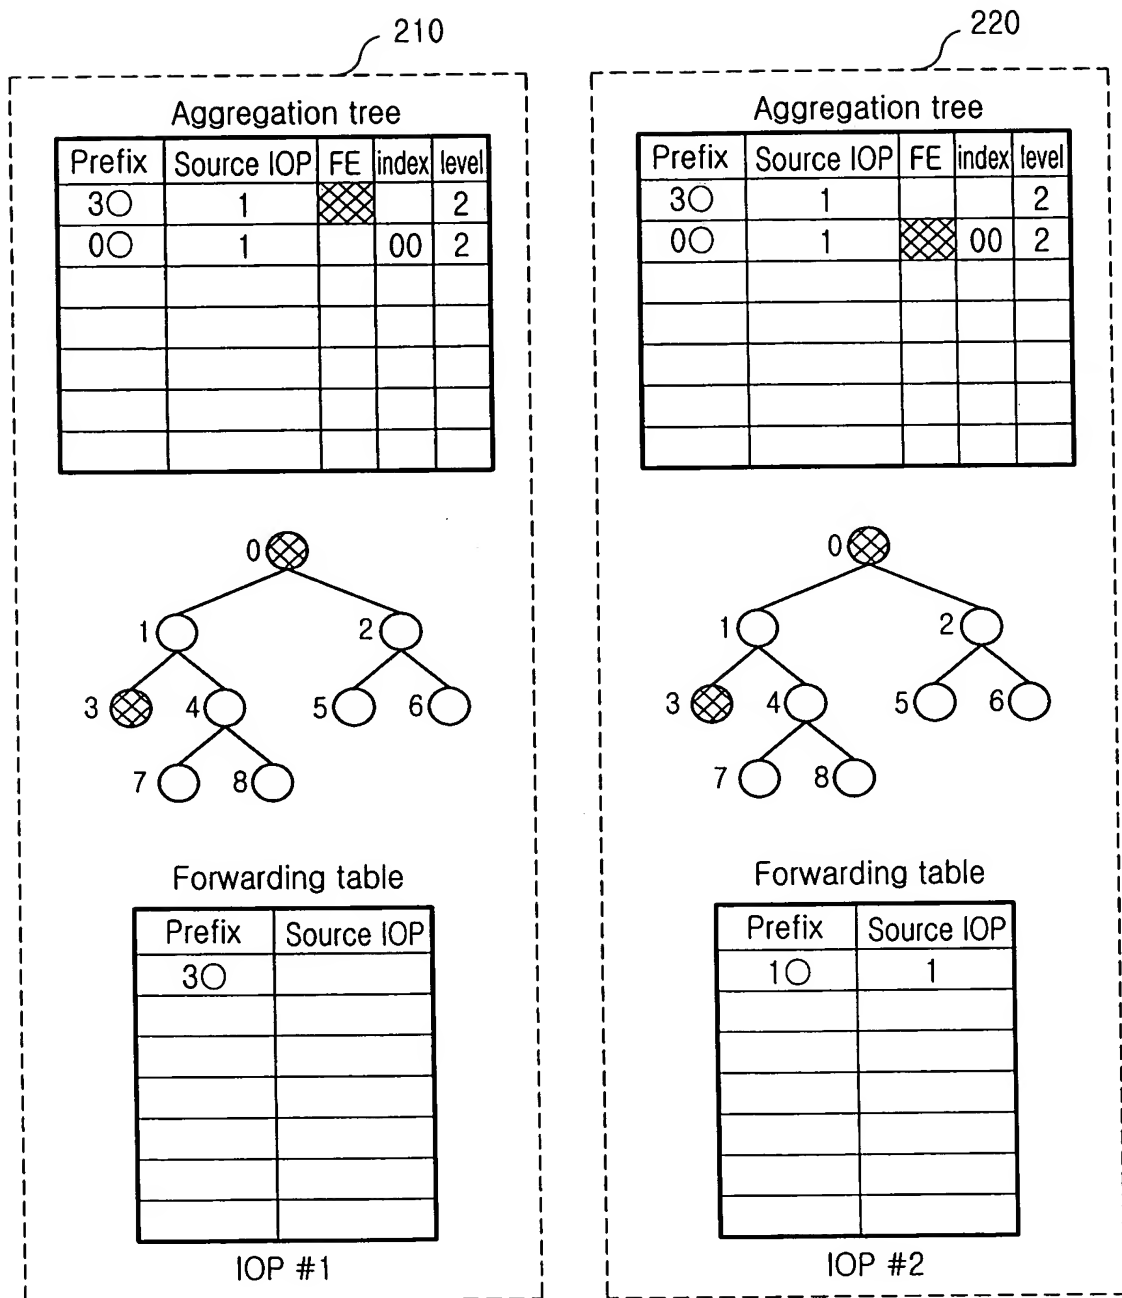 210
Aggregation tree
Prefix Source IOP FE index level
3○ 1 2
0○ 1 00 2
0
1 2
3 4 5 6
7 8
Forwarding table
Prefix Source IOP
3○
IOP #1
220
Aggregation tree
Prefix Source IOP FE index level
3○ 1 2
0○ 1 00 2
0
1 2
3 4 5 6
7 8
Forwarding table
Prefix Source IOP
1○ 1
IOP #2